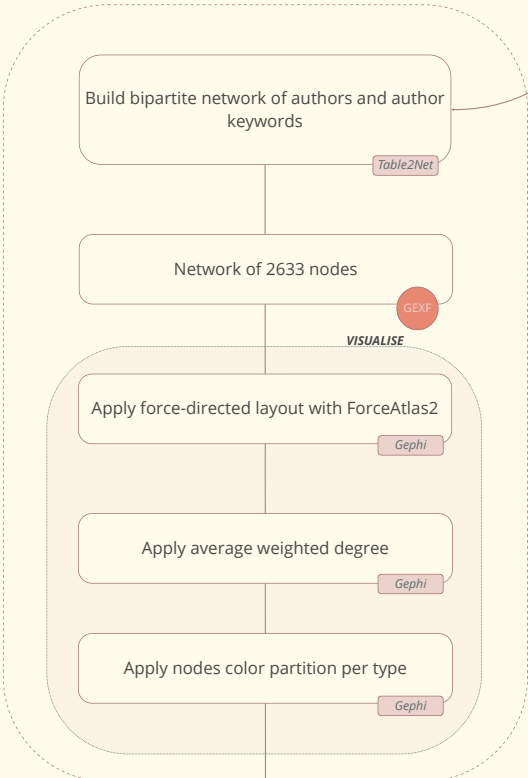 Build bipartite network of authors and author
keywords
Table2Net
Network of 2633 nodes
GEXF
VISUALISE
Apply force-directed layout with ForceAtlas2
Gephi
Apply average weighted degree
Gephi
Apply nodes color partition per type
Gephi